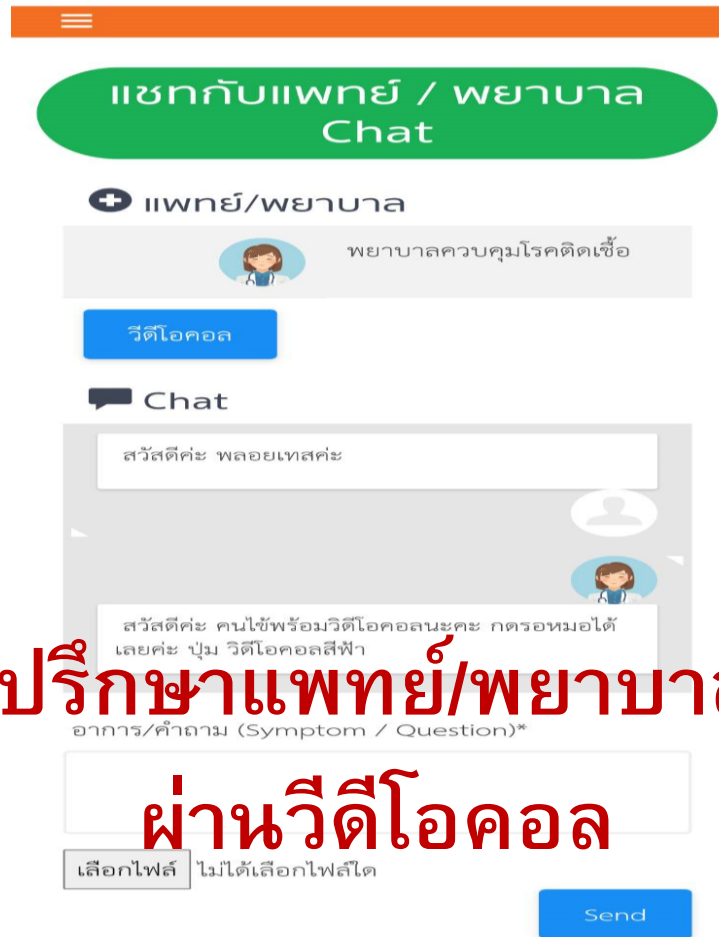 แชทกับแพทย์ / พยาบาล
Chat
แพทย์/พยาบาล
พยาบาลควบคุมโรคติดเชื้อ
วีดีโอคอล
Chat
สวัสดีค่ะ พลอยเทสค่ะ
สวัสดีค่ะ คนไข้พร้อมวิดีโอคอลนะคะ กดรอหมอได้
เลยค่ะ ปุ่ม วิดีโอคอลสีฟ้า
ปรึกษาแพทย์/พยาบาล
อาการ/คำถาม (Symptom / Question)*
ผ่านวีดีโอคอล
เลือกไฟล์ ไม่ได้เลือกไฟล์ใด
Send